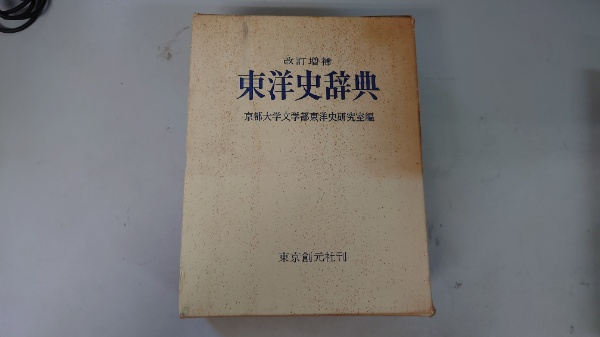 改訂増補
東洋史辞典
京都大学文学部東洋史研究室編
東京創元社刊